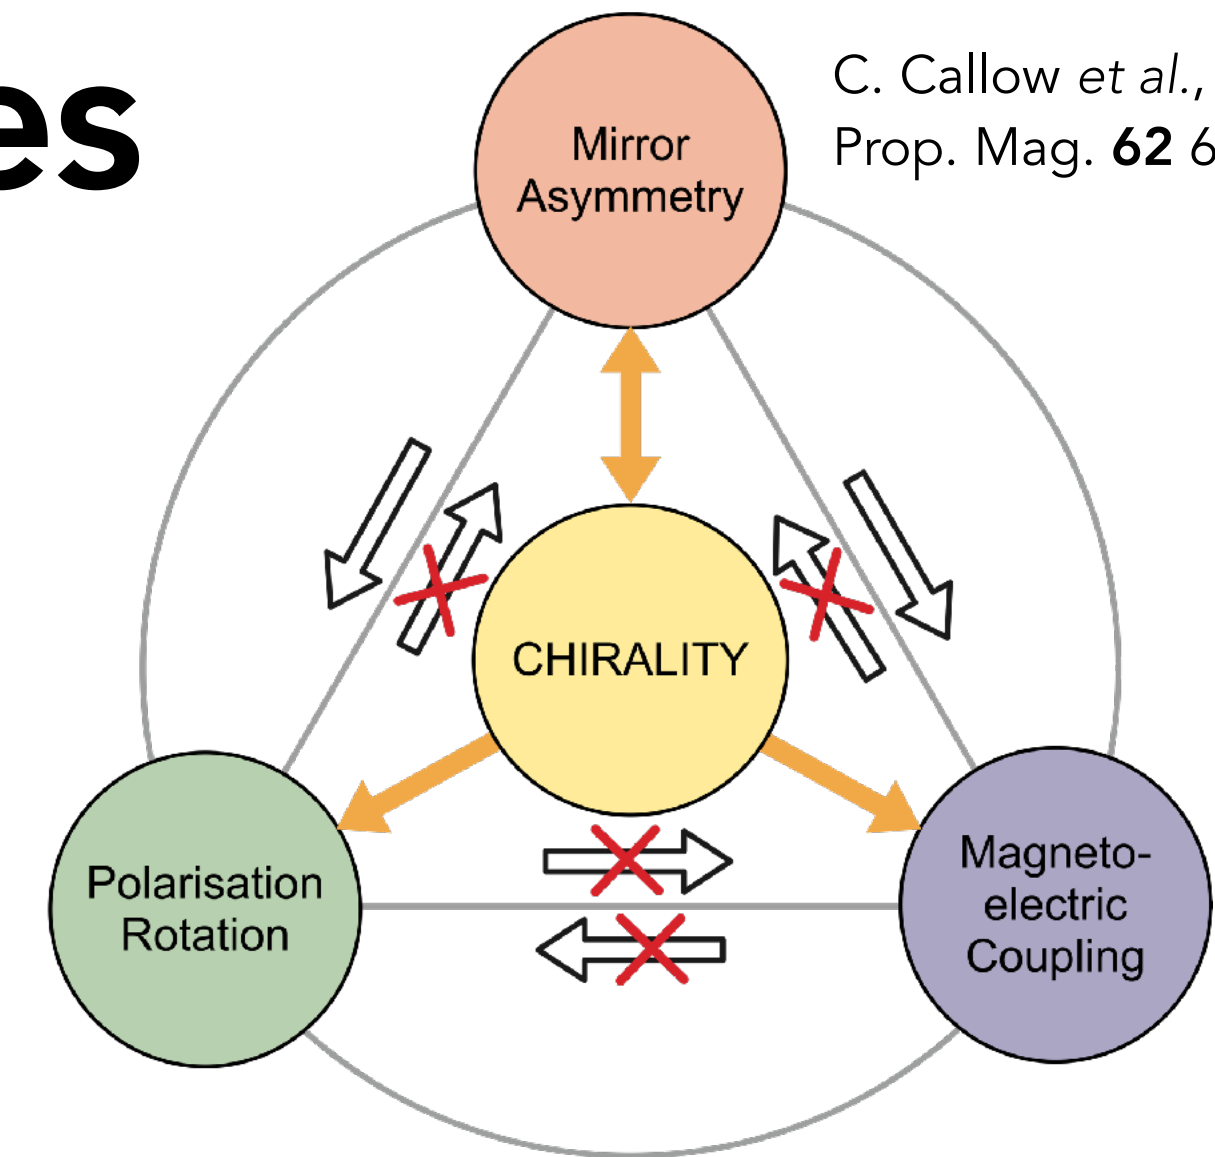 es
C. Callow et al.,
Prop. Mag. 62 6
Mirror
Asymmetry
CHIRALITY
Polarisation
Rotation
Magneto-
electric
Coupling